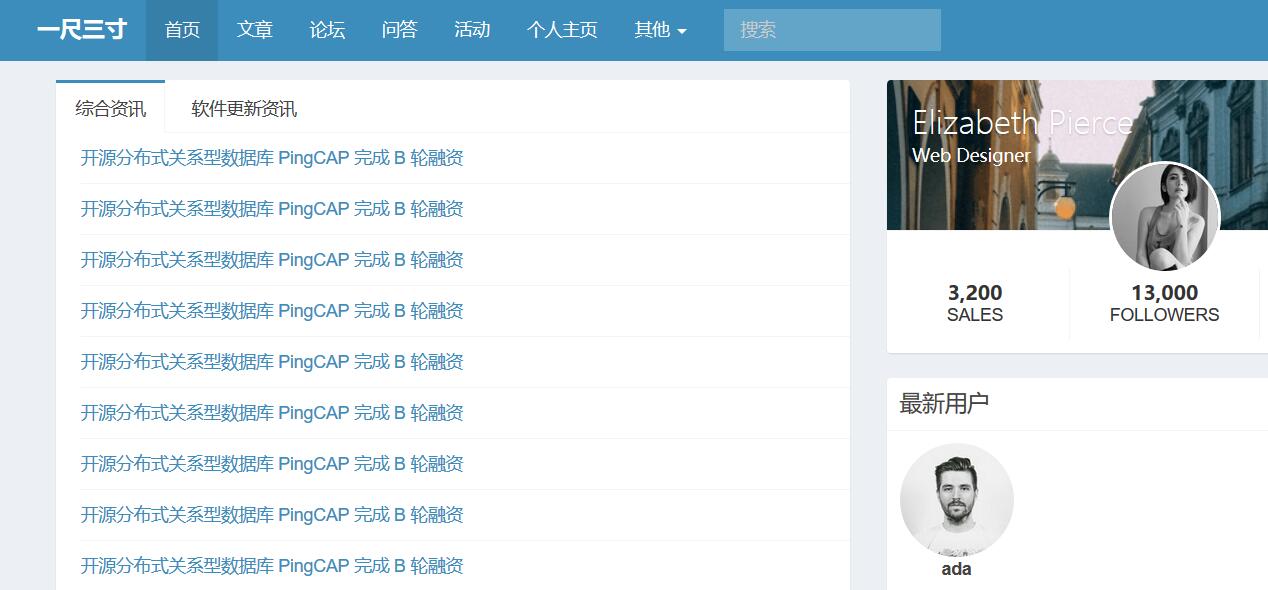 一尺三寸 首页 文章 论坛 问答 活动 个人主页 其他 搜索
综合资讯 软件更新资讯
开源分布式关系型数据库 PingCAP 完成 B 轮融资
开源分布式关系型数据库 PingCAP 完成 B 轮融资
开源分布式关系型数据库 PingCAP 完成 B 轮融资
开源分布式关系型数据库 PingCAP 完成 B 轮融资
开源分布式关系型数据库 PingCAP 完成 B 轮融资
开源分布式关系型数据库 PingCAP 完成 B 轮融资
开源分布式关系型数据库 PingCAP 完成 B 轮融资
开源分布式关系型数据库 PingCAP 完成 B 轮融资
开源分布式关系型数据库 PingCAP 完成 B 轮融资
Elizabeth Pierce
Web Designer
3,200
SALES
13,000
FOLLOWERS
最新用户
ada